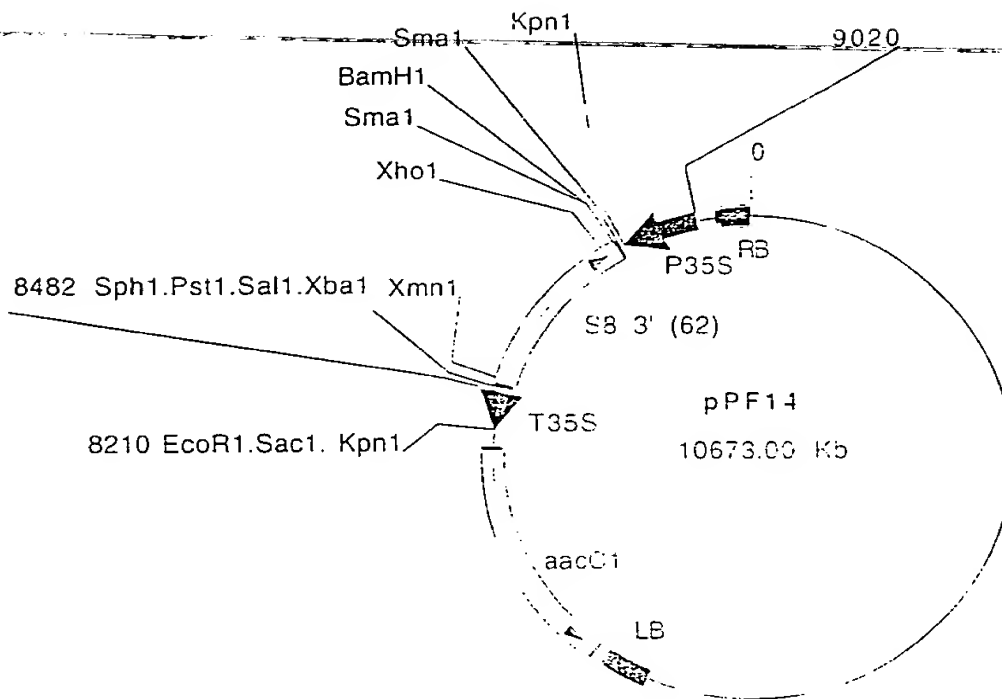 Kpn1
Sma1
9020
BamH1
Sma1
0
Xho1
RB
P35S
8482 Sph1.Pst1.Sal1.Xba1 Xmn1
S8 3' (62)
pPF14
T35S
8210 EcoR1.Sac1. Kpn1
10673.00 Kb
aacC1
LB